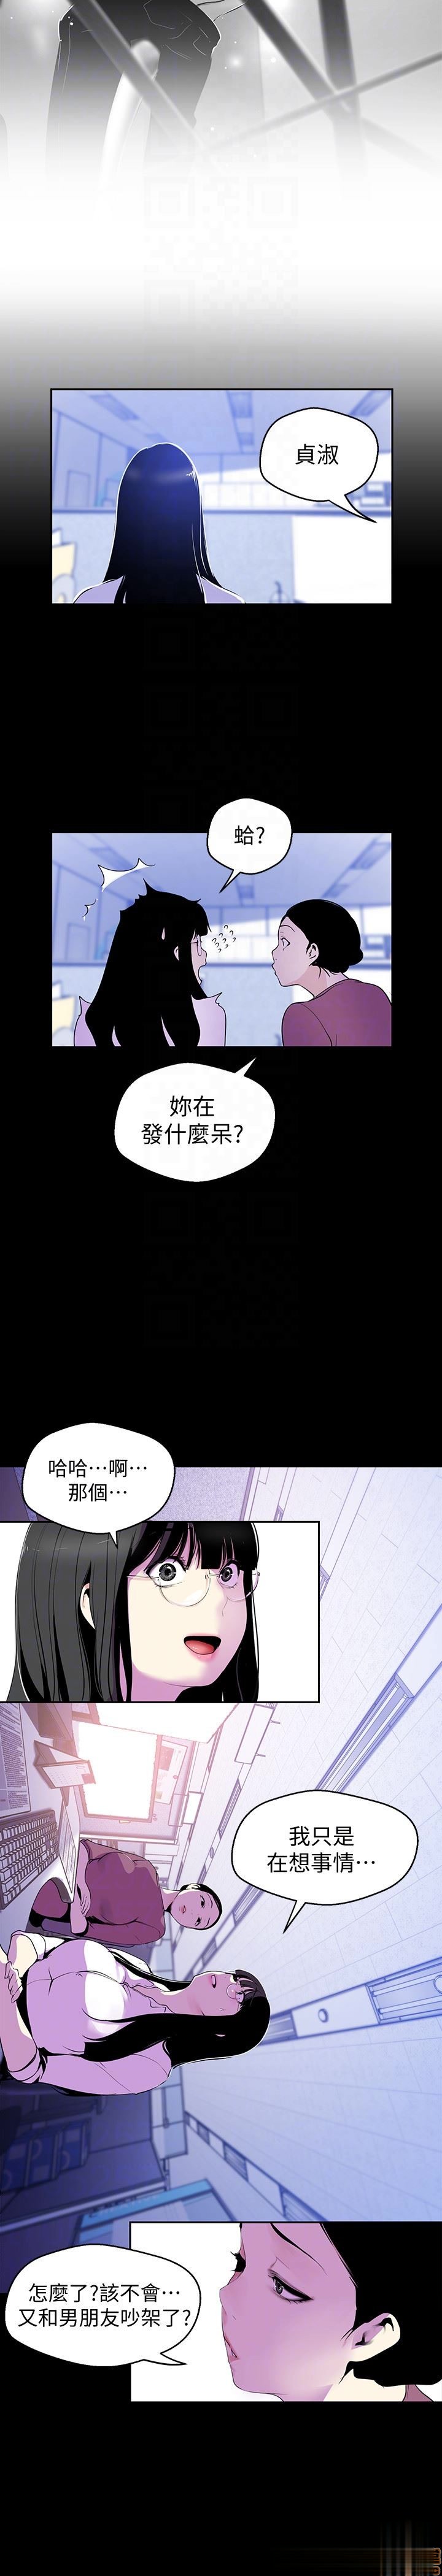 貞淑
蛤?
妳在
發什麼呆?
哈哈⋯啊⋯
那個⋯
我只是
在想事情⋯
怎麼了?該不會⋯
又和男朋友吵架了?